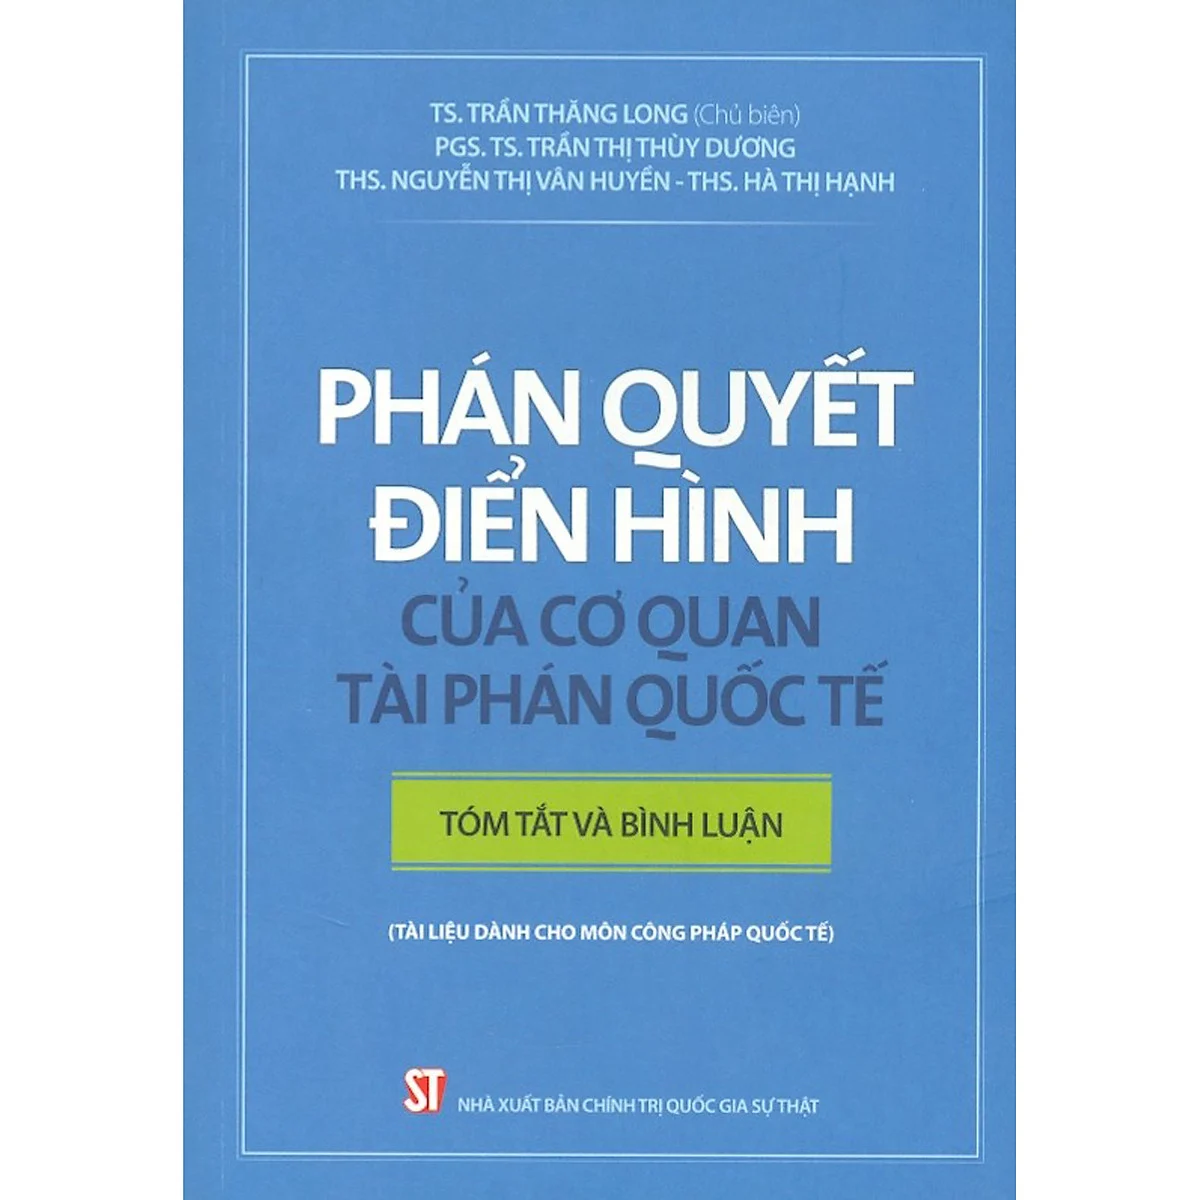 TS. TRẦN THĂNG LONG (Chủ biên)
PGS. TS. TRẦN THỊ THÙY DƯƠNG
THS. NGUYỄN THỊ VÂN HUYỀN - THS. HÀ THỊ HẠNH
PHÁN QUYẾT
ĐIỂN HÌNH
CỦA CƠ QUAN
TÀI PHÁN QUỐC TẾ
TÓM TẮT VÀ BÌNH LUẬN
(TÀI LIỆU DÀNH CHO MÔN CÔNG PHÁP QUỐC TẾ)
ST NHÀ XUẤT BẢN CHÍNH TRỊ QUỐC GIA SỰ THẬT